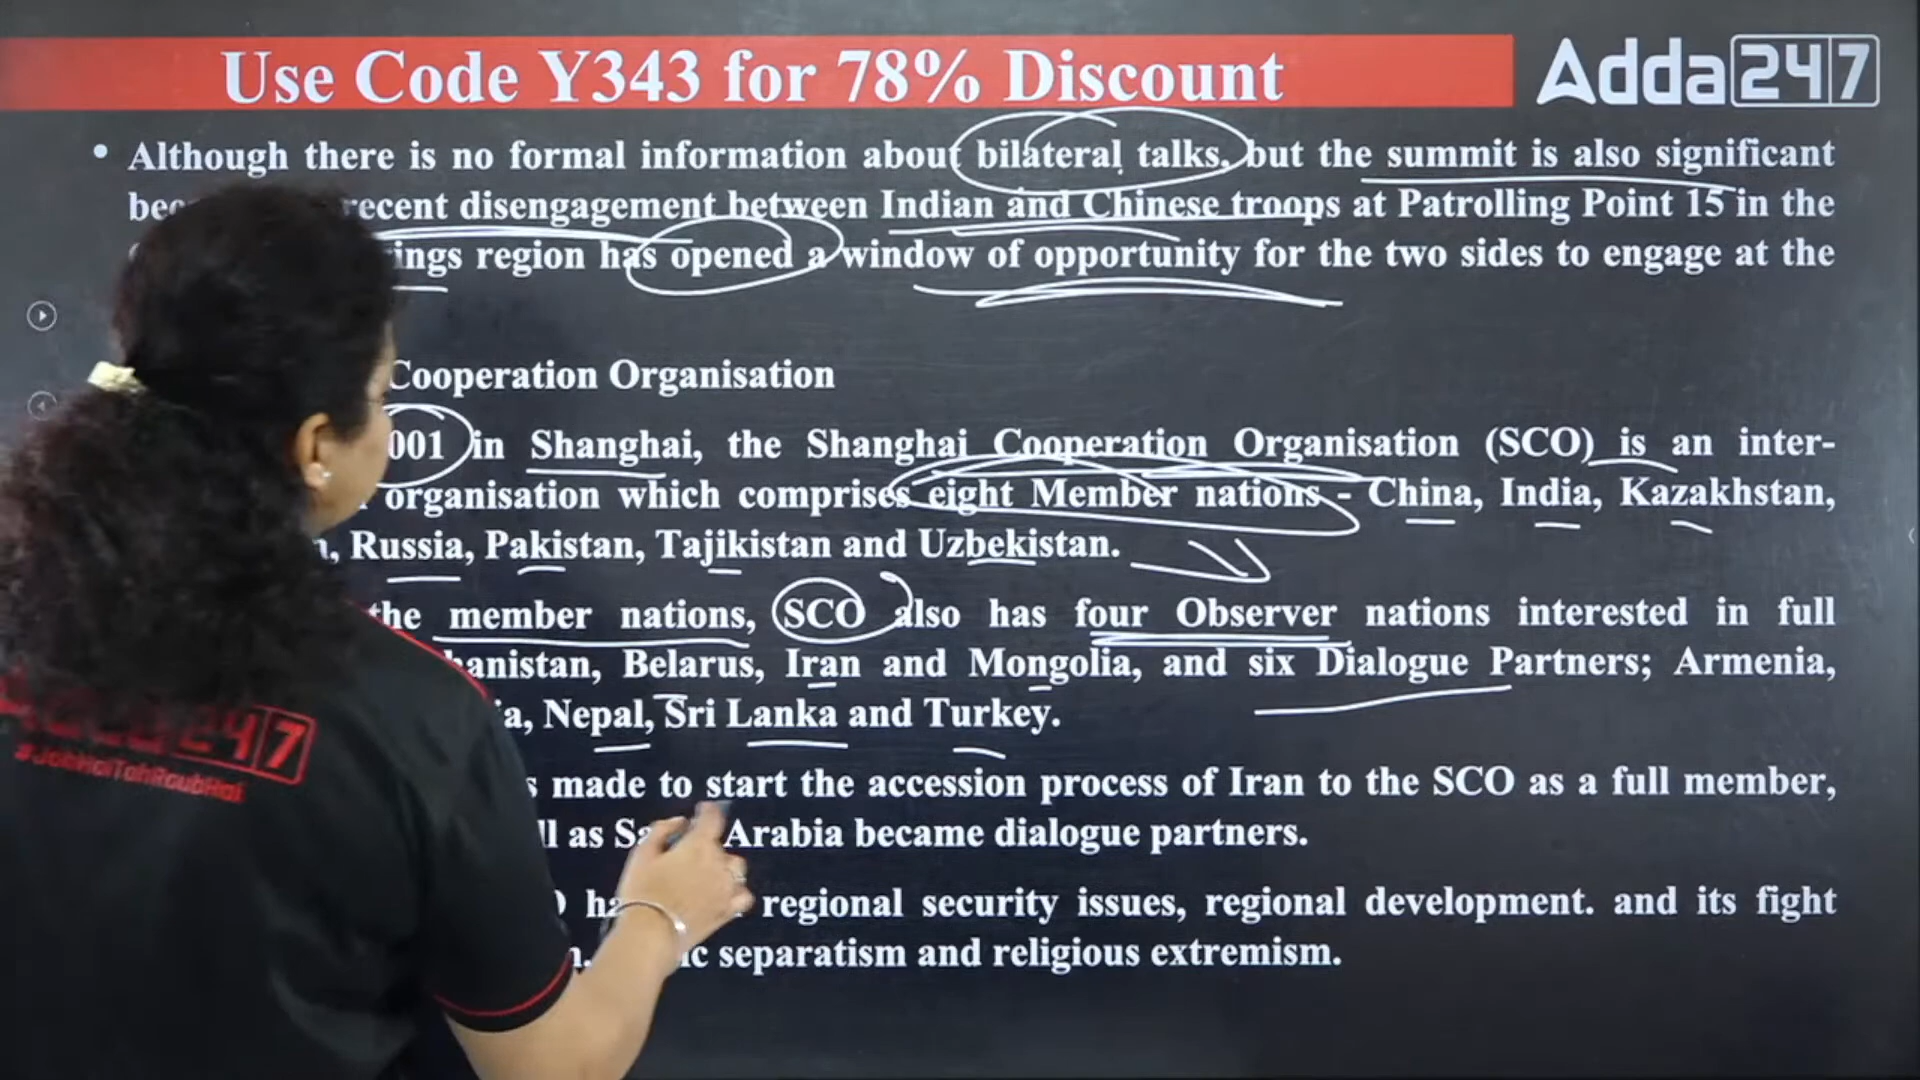 Use Code Y343 for 78% Discount
Adda 247
• Although there is no formal information about bilateral talks, but the summit is also significant
recent disengagement between Indian and Chinese troops at Patrolling Point 15 in the
region has opened a window of opportunity for the two sides to engage at the
Cooperation Organisation
001 in Shanghai, the Shanghai Cooperation Organisation (SCO) is an inter-
organisation which comprises eight Member nations - China, India, Kazakhstan,
Russia, Pakistan, Tajikistan and Uzbekistan.
the member nations, SCO also has four Observer nations interested in full
Belarus, Iran and Mongolia, and six Dialogue Partners; Armenia,
Nepal, Sri Lanka and Turkey.
made to start the accession process of Iran to the SCO as a full member,
as Arabia became dialogue partners.
regional security issues, regional development. and its fight
separatism and religious extremism.
247
#JobHaiTohRoubHai